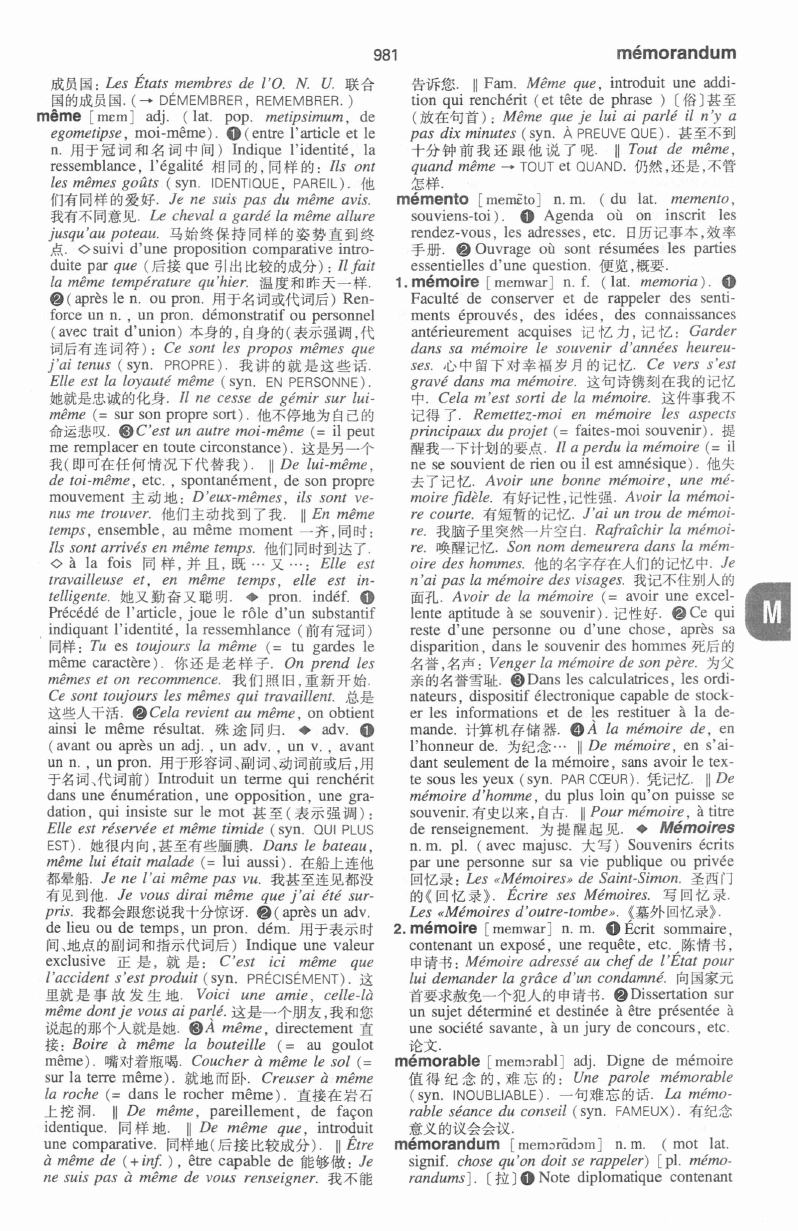 981
mémorandum
成员国: Les États membres de l'O. N. U. 联合
国的成员国. (→ DÉMEMBRER, REMEMBRER. )
même [mɛm] adj. (lat. pop. metipsimum, de
egometipse, moi-même). ❶(entre l'article et le
n. 用于冠词和名词中间) Indique l'identité, la
ressemblance, l'égalité 相同的,同样的: Ils ont
les mêmes goûts (syn. IDENTIQUE, PAREIL). 他
们有同样的爱好. Je ne suis pas du même avis.
我有不同意见. Le cheval a gardé la même allure
jusqu'au poteau. 马始终保持同样的姿势直到终
点. ◇suivi d'une proposition comparative intro-
duite par que (后接 que 引出比较的成分): Il fait
la même température qu'hier. 温度和昨天一样.
❷(après le n. ou pron. 用于名词或代词后) Ren-
force un n. , un pron. démonstratif ou personnel
(avec trait d'union) 本身的,自身的(表示强调,代
词后有连词符): Ce sont les propos mêmes que
j'ai tenus (syn. PROPRE). 我讲的就是这些话.
Elle est la loyauté même (syn. EN PERSONNE).
她就是忠诚的化身. Il ne cesse de gémir sur lui-
même (= sur son propre sort). 他不停地为自己的
命运悲叹. ❸C'est un autre moi-même (= il peut
me remplacer en toute circonstance). 这是另一个
我(即可在任何情况下代替我). ‖ De lui-même,
de toi-même, etc. , spontanément, de son propre
mouvement 主动地: D'eux-mêmes, ils sont ve-
nus me trouver. 他们主动找到了我. ‖ En même
temps, ensemble, au même moment 一齐,同时:
Ils sont arrivés en même temps. 他们同时到达了.
◇ à la fois 同样,并且,既…又…: Elle est
travailleuse et, en même temps, elle est in-
telligente. 她又勤奋又聪明. ◆ pron. indéf. ❶
Précédé de l'article, joue le rôle d'un substantif
indiquant l'identité, la ressemhlance (前有冠词)
同样: Tu es toujours la même (= tu gardes le
même caractère). 你还是老样子. On prend les
mêmes et on recommence. 我们照旧,重新开始.
Ce sont toujours les mêmes qui travaillent. 总是
这些人干活. ❷Cela revient au même, on obtient
ainsi le même résultat. 殊途同归. ◆ adv. ❶
(avant ou après un adj. , un adv. , un v. , avant
un n. , un pron. 用于形容词、副词、动词前或后,用
于名词、代词前) Introduit un terme qui renchérit
dans une énumération, une opposition, une gra-
dation, qui insiste sur le mot 甚至(表示强调):
Elle est réservée et même timide (syn. QUI PLUS
EST). 她很内向,甚至有些腼腆. Dans le bateau,
même lui était malade (= lui aussi). 在船上连他
都晕船. Je ne l'ai même pas vu. 我甚至连见都没
有见到他. Je vous dirai même que j'ai été sur-
pris. 我都会跟您说我十分惊讶. ❷(après un adv.
de lieu ou de temps, un pron. dém. 用于表示时
间、地点的副词和指示代词后) Indique une valeur
exclusive 正是,就是: C'est ici même que
l'accident s'est produit (syn. PRÉCISÉMENT). 这
里就是事故发生地. Voici une amie, celle-là
même dont je vous ai parlé. 这是一个朋友,我和您
说起的那个人就是她. ❸À même, directement 直
接: Boire à même la bouteille (= au goulot
même). 嘴对着瓶喝. Coucher à même le sol (=
sur la terre même). 就地而卧. Creuser à même
la roche (= dans le rocher même). 直接在岩石
上挖洞. ‖ De même, pareillement, de façon
identique. 同样地. ‖ De même que, introduit
une comparative. 同样地(后接比较成分). ‖ Être
à même de (+inf. ), être capable de 能够做: Je
ne suis pas à même de vous renseigner. 我不能
告诉您. ‖ Fam. Même que, introduit une addi-
tion qui renchérit (et tête de phrase ) 〔俗〕甚至
(放在句首): Même que je lui ai parlé il n'y a
pas dix minutes (syn. À PREUVE QUE). 甚至不到
十分钟前我还跟他说了呢. ‖ Tout de même,
quand même → TOUT et QUAND. 仍然,还是,不管
怎样.
mémento [memɛ̃to] n. m. (du lat. memento,
souviens-toi). ❶ Agenda où on inscrit les
rendez-vous, les adresses, etc. 日历记事本,效率
手册. ❷Ouvrage où sont résumées les parties
essentielles d'une question. 便览,概要.
1. mémoire [memwar] n. f. (lat. memoria). ❶
Faculté de conserver et de rappeler des senti-
ments éprouvés, des idées, des connaissances
antérieurement acquises 记忆力,记忆: Garder
dans sa mémoire le souvenir d'années heureu-
ses. 心中留下对幸福岁月的记忆. Ce vers s'est
gravé dans ma mémoire. 这句诗镌刻在我的记忆
中. Cela m'est sorti de la mémoire. 这件事我不
记得了. Remettez-moi en mémoire les aspects
principaux du projet (= faites-moi souvenir). 提
醒我一下计划的要点. Il a perdu la mémoire (= il
ne se souvient de rien ou il est amnésique). 他失
去了记忆. Avoir une bonne mémoire, une mé-
moire fidèle. 有好记性,记性强. Avoir la mémoi-
re courte. 有短暂的记忆. J'ai un trou de mémoi-
re. 我脑子里突然一片空白. Rafraîchir la mémoi-
re. 唤醒记忆. Son nom demeurera dans la mém-
oire des hommes. 他的名字存在人们的记忆中. Je
n'ai pas la mémoire des visages. 我记不住别人的
面孔. Avoir de la mémoire (= avoir une excel-
lente aptitude à se souvenir). 记性好. ❷Ce qui
reste d'une personne ou d'une chose, après sa
disparition, dans le souvenir des hommes 死后的
名誉,名声: Venger la mémoire de son père. 为父
亲的名誉雪耻. ❸Dans les calculatrices, les ordi-
nateurs, dispositif électronique capable de stock-
er les informations et de les restituer à la de-
mande. 计算机存储器. ❹À la mémoire de, en
l'honneur de. 为纪念… ‖ De mémoire, en s'ai-
dant seulement de la mémoire, sans avoir le tex-
te sous les yeux (syn. PAR CŒUR). 凭记忆. ‖ De
mémoire d'homme, du plus loin qu'on puisse se
souvenir. 有史以来,自古. ‖ Pour mémoire, à titre
de renseignement. 为提醒起见. ◆ Mémoires
n. m. pl. (avec majusc. 大写) Souvenirs écrits
par une personne sur sa vie publique ou privée
回忆录: Les «Mémoires» de Saint-Simon. 圣西门
的《回忆录》. Écrire ses Mémoires. 写回忆录.
Les «Mémoires d'outre-tombe». 《墓外回忆录》.
2. mémoire [memwar] n. m. ❶Écrit sommaire,
contenant un exposé, une requête, etc. 陈情书,
申请书: Mémoire adressé au chef de l'État pour
lui demander la grâce d'un condamné. 向国家元
首要求赦免一个犯人的申请书. ❷Dissertation sur
un sujet déterminé et destinée à être présentée à
une société savante, à un jury de concours, etc.
论文.
mémorable [memɔrabl] adj. Digne de mémoire
值得纪念的,难忘的: Une parole mémorable
(syn. INOUBLIABLE). 一句难忘的话. La mémo-
rable séance du conseil (syn. FAMEUX). 有纪念
意义的议会会议.
mémorandum [memɔrɑ̃dɔm] n. m. (mot lat.
signif. chose qu'on doit se rappeler) [pl. mémo-
randums]. 〔拉〕❶Note diplomatique contenant
M